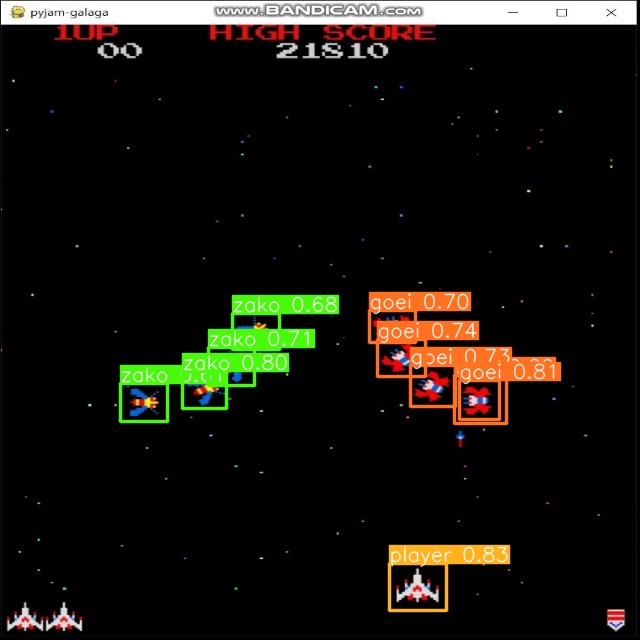 pyjam-galaga
www.BANDICAM.com
1UP HIGH SCORE
00 21810
zako 0.68
goei 0.70
zako 0.71
goei 0.74
zako 0.80
goei 0.73
zako
goei 0.81
player 0.83